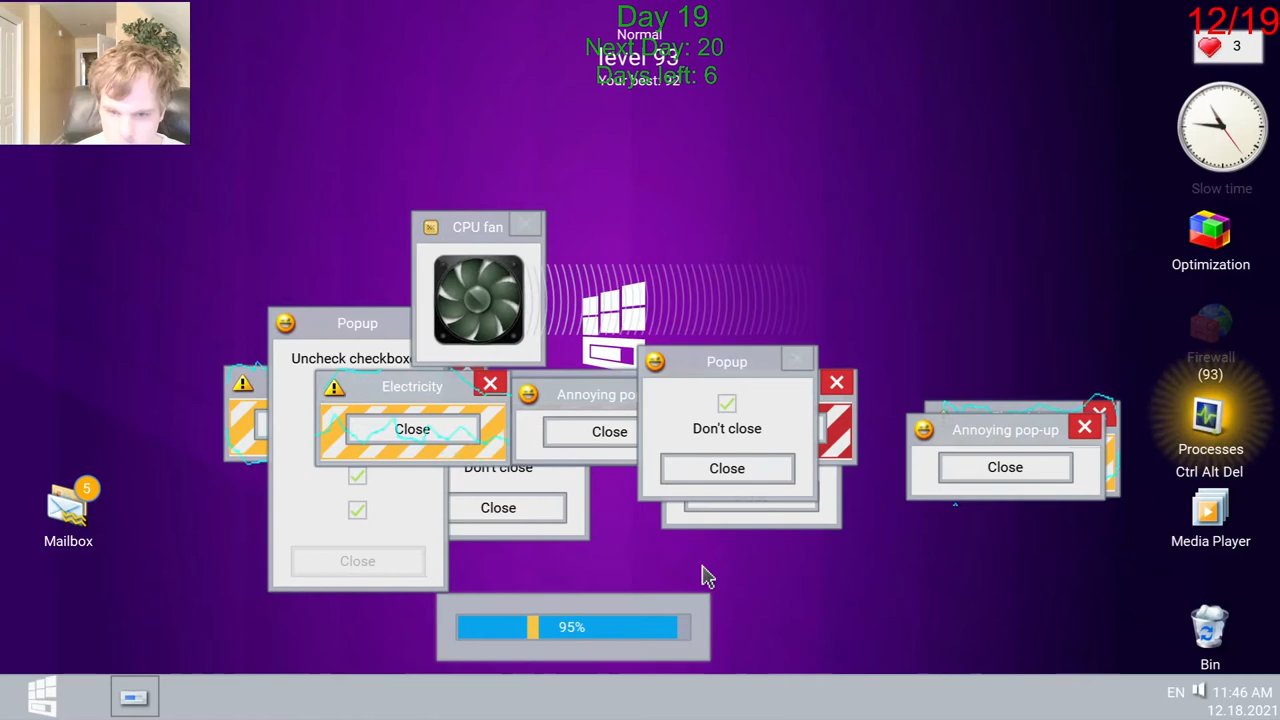 Day 19
Normal
Next Day: 20
level 93
Days left: 6
Your best: 92
12/19
3
Slow time
Optimization
Firewall
(93)
Processes
Ctrl Alt Del
Media Player
Bin
Mailbox
5
CPU fan
Popup
Uncheck checkboxe
Close
Electricity
Close
Don't close
Close
Annoying po
Close
Popup
Don't close
Close
Annoying pop-up
Close
95%
EN
11:46 AM
12.18.2021